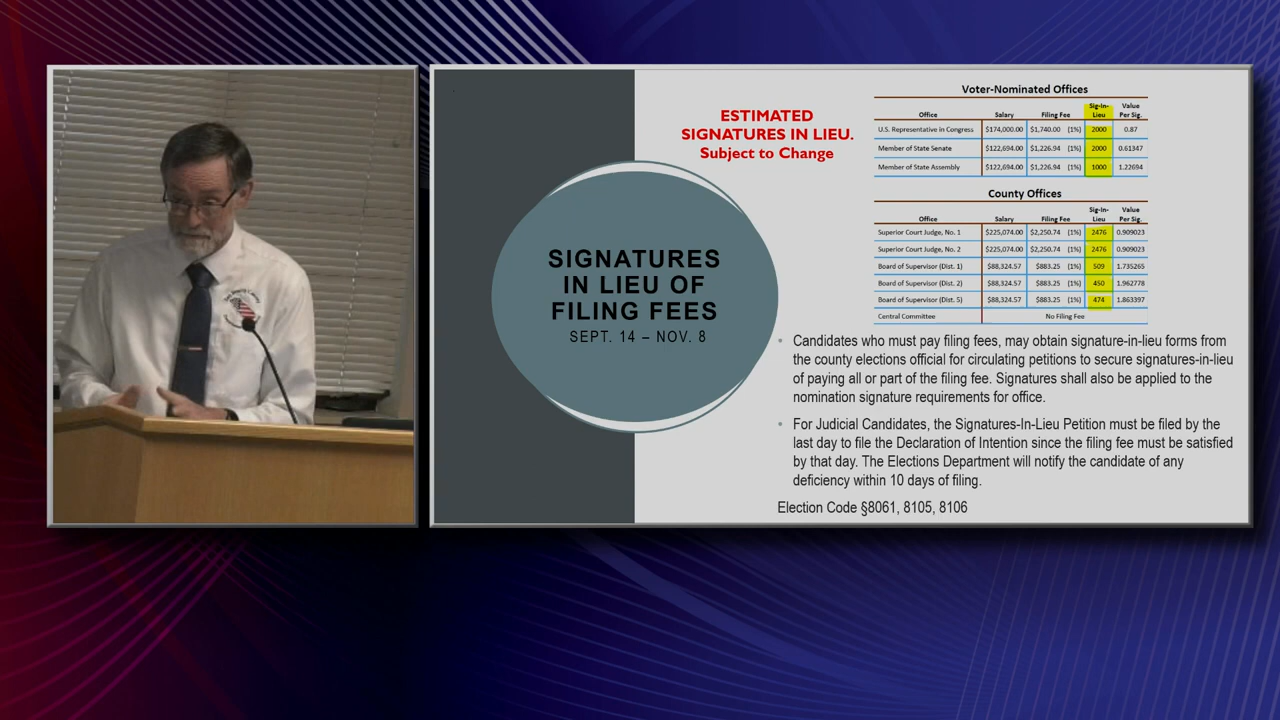 ESTIMATED
SIGNATURES IN LIEU.
Subject to Change
SIGNATURES
IN LIEU OF
FILING FEES
SEPT. 14 – NOV. 8
Voter-Nominated Offices
Office Salary Filing Fee Sig-In-Lieu Value Per Sig.
U.S. Representative in Congress $174,000.00 $1,740.00 (1%) 2000 0.87
Member of State Senate $122,694.00 $1,226.94 (1%) 2000 0.61347
Member of State Assembly $122,694.00 $1,226.94 (1%) 1000 1.22694
County Offices
Office Salary Filing Fee Sig-In-Lieu Value Per Sig.
Superior Court Judge, No. 1 $225,074.00 $2,250.74 (1%) 2476 0.909023
Superior Court Judge, No. 2 $225,074.00 $2,250.74 (1%) 2476 0.909023
Board of Supervisor (Dist. 1) $88,324.57 $883.25 (1%) 509 1.735265
Board of Supervisor (Dist. 2) $88,324.57 $883.25 (1%) 450 1.962778
Board of Supervisor (Dist. 5) $88,324.57 $883.25 (1%) 474 1.863397
Central Committee No Filing Fee
• Candidates who must pay filing fees, may obtain signature-in-lieu forms from
the county elections official for circulating petitions to secure signatures-in-lieu
of paying all or part of the filing fee. Signatures shall also be applied to the
nomination signature requirements for office.
• For Judicial Candidates, the Signatures-In-Lieu Petition must be filed by the
last day to file the Declaration of Intention since the filing fee must be satisfied
by that day. The Elections Department will notify the candidate of any
deficiency within 10 days of filing.
Election Code §8061, 8105, 8106